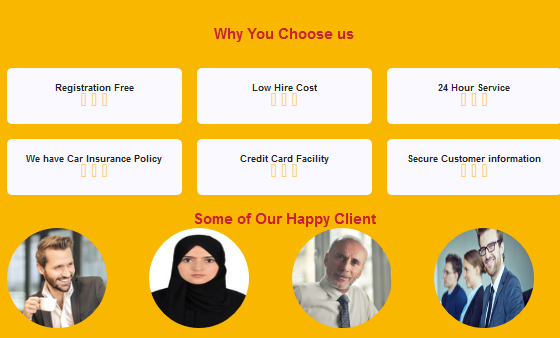 Why You Choose us
Registration Free
Low Hire Cost
24 Hour Service
We have Car Insurance Policy
Credit Card Facility
Secure Customer information
Some of Our Happy Client